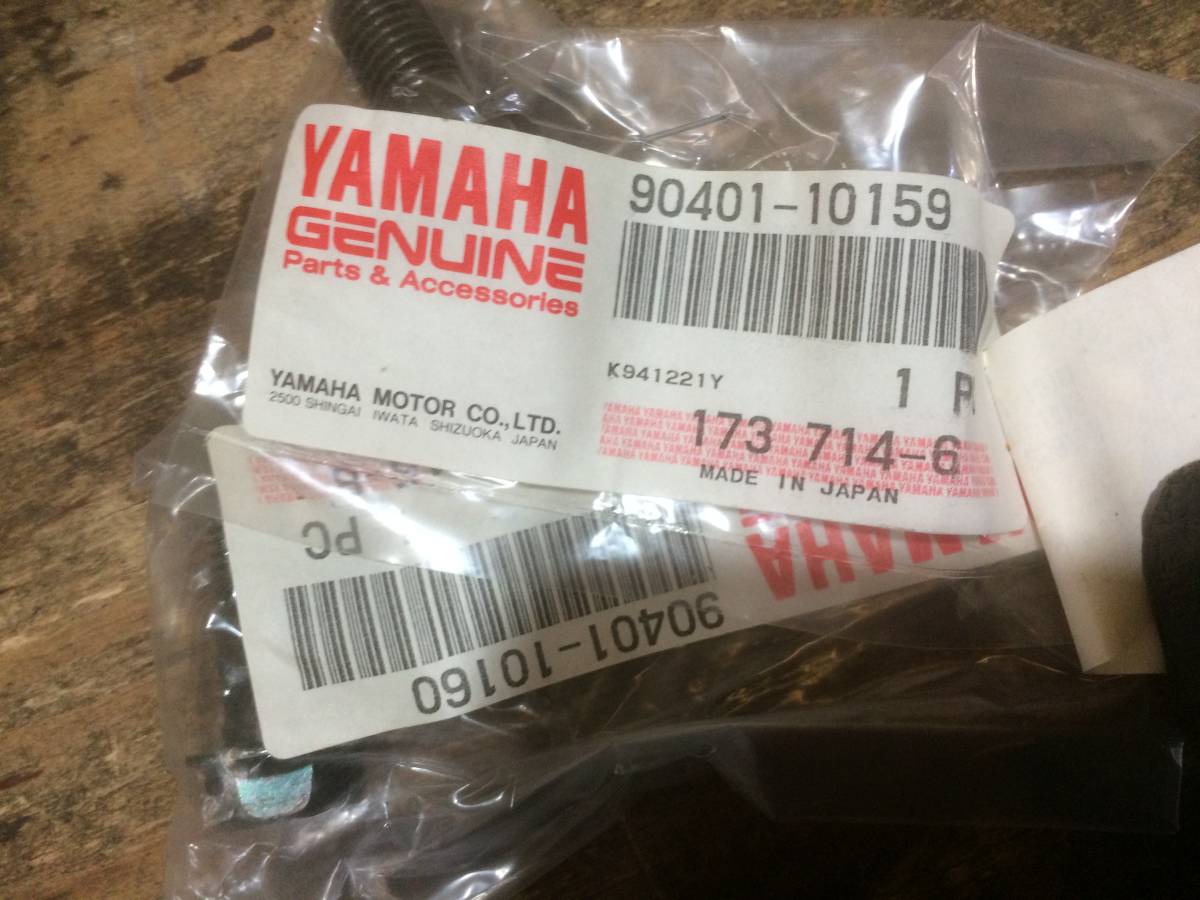 YAMAHA
GENUINE
Parts & Accessories
YAMAHA MOTOR CO., LTD.
2500 SHINGAI IWATA SHIZUOKA JAPAN
90401-10159
K941221Y
1
173 714-6
MADE IN JAPAN
YAMAHA
90401-10160
PC